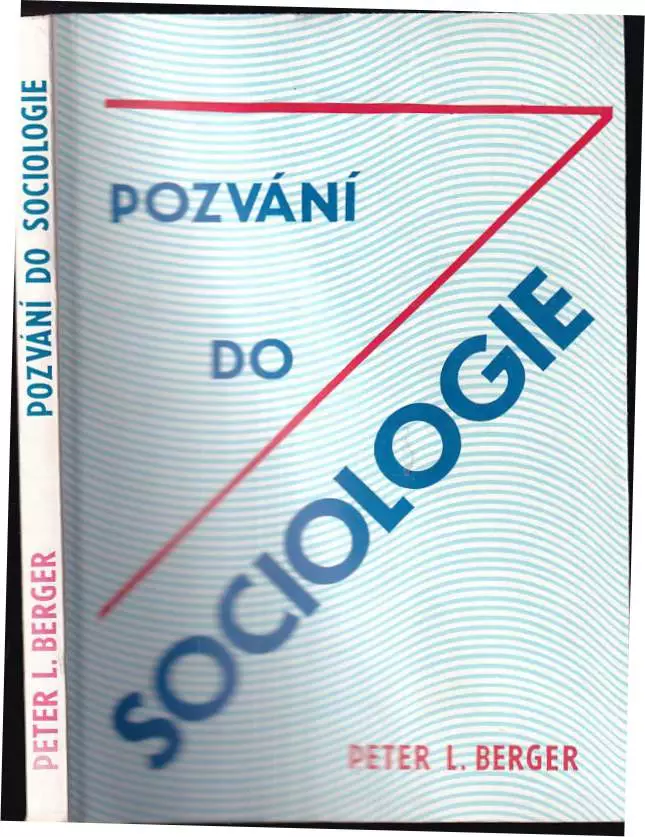 POZVÁNÍ DO SOCIOLOGIE
PETER L. BERGER
POZVÁNÍ
DO
SOCIOLOGIE
PETER L. BERGER